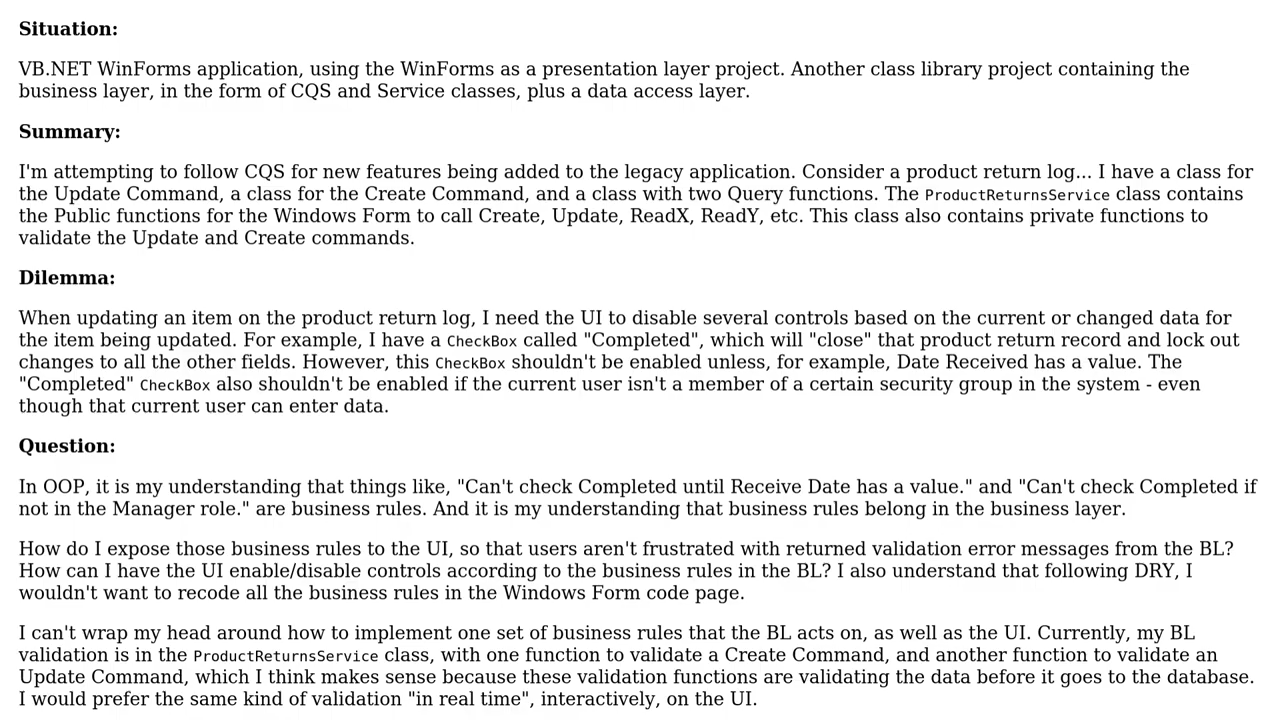 Situation:
VB.NET WinForms application, using the WinForms as a presentation layer project. Another class library project containing the
business layer, in the form of CQS and Service classes, plus a data access layer.
Summary:
I'm attempting to follow CQS for new features being added to the legacy application. Consider a product return log... I have a class for
the Update Command, a class for the Create Command, and a class with two Query functions. The ProductReturnsService class contains
the Public functions for the Windows Form to call Create, Update, ReadX, ReadY, etc. This class also contains private functions to
validate the Update and Create commands.
Dilemma:
When updating an item on the product return log, I need the UI to disable several controls based on the current or changed data for
the item being updated. For example, I have a CheckBox called "Completed", which will "close" that product return record and lock out
changes to all the other fields. However, this CheckBox shouldn't be enabled unless, for example, Date Received has a value. The
"Completed" CheckBox also shouldn't be enabled if the current user isn't a member of a certain security group in the system - even
though that current user can enter data.
Question:
In OOP, it is my understanding that things like, "Can't check Completed until Receive Date has a value." and "Can't check Completed if
not in the Manager role." are business rules. And it is my understanding that business rules belong in the business layer.
How do I expose those business rules to the UI, so that users aren't frustrated with returned validation error messages from the BL?
How can I have the UI enable/disable controls according to the business rules in the BL? I also understand that following DRY, I
wouldn't want to recode all the business rules in the Windows Form code page.
I can't wrap my head around how to implement one set of business rules that the BL acts on, as well as the UI. Currently, my BL
validation is in the ProductReturnsService class, with one function to validate a Create Command, and another function to validate an
Update Command, which I think makes sense because these validation functions are validating the data before it goes to the database.
I would prefer the same kind of validation "in real time", interactively, on the UI.